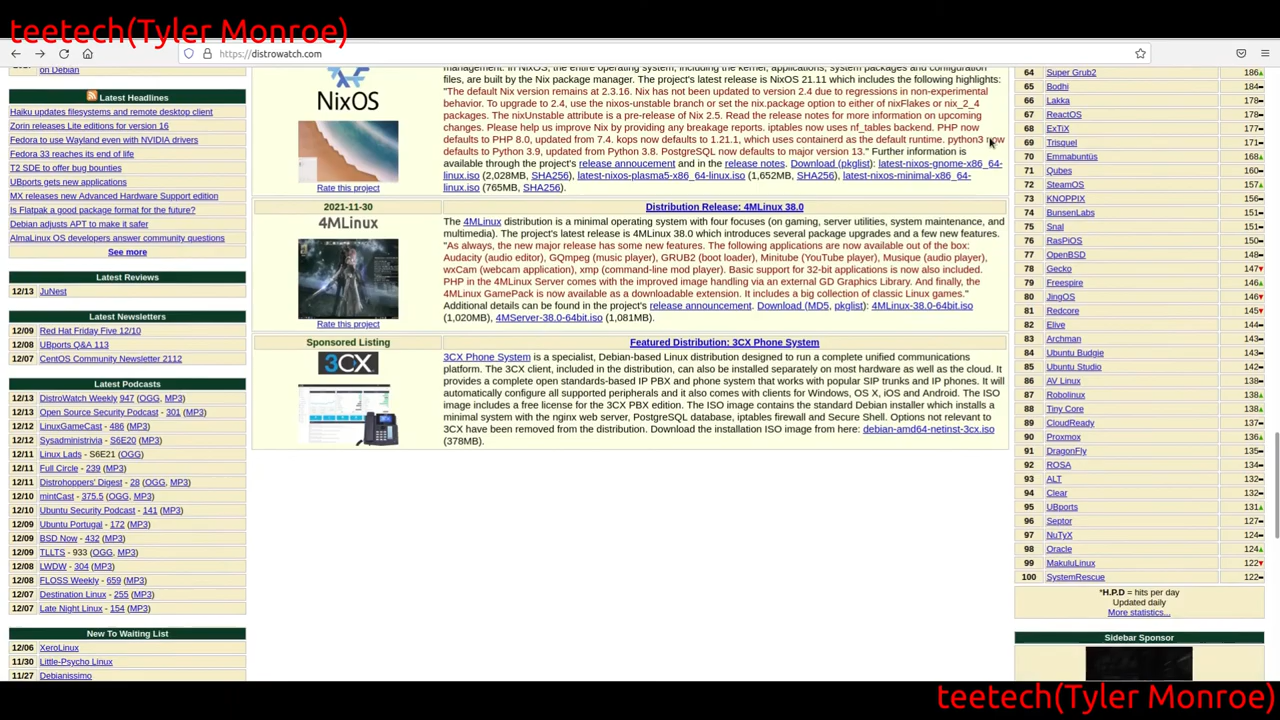 teetech(Tyler Monroe)
https://distrowatch.com
on Debian
Latest Headlines
Haiku updates filesystems and remote desktop client
Zorin releases Lite editions for version 16
Feodra Upgrading even with NVIDIA drivers
Fedora 33 reaches its end of life
T2 SDE to offer bug bounties
UBports gets new applications
MX releases new Advanced Hardware Support edition
Is Flatpak a good package format for the future?
Debian adjusts APT to make it safer
AlmaLinux OS developers answer community questions
See more
Latest Reviews
12/13 JuNest
Latest Newsletters
12/09 Red Hat Friday Five 12/10
12/08 UBports Q&A 113
12/07 CentOS Community Newsletter 2112
Latest Podcasts
12/13 DistroWatch Weekly 947 (OGG, MP3)
12/13 Open Source Security Podcast - 301 (MP3)
12/12 LinuxGameCast - 486 (MP3)
12/12 Sysadministrivia - S6E20 (MP3)
12/11 Linux Lads - S6E21 (OGG)
12/11 Full Circle - 239 (MP3)
12/11 Distrohoppers' Digest - 28 (OGG, MP3)
12/10 mintCast - 375.5 (OGG, MP3)
12/10 Ubuntu Security Podcast - 141 (MP3)
12/09 Ubuntu Portugal - 172 (MP3)
12/09 BSD Now - 432 (MP3)
12/09 TLLTS - 933 (OGG, MP3)
12/08 LWDW - 304 (MP3)
12/08 FLOSS Weekly - 659 (MP3)
12/07 Destination Linux - 255 (MP3)
12/07 Late Night Linux - 154 (MP3)
New To Waiting List
12/06 XeroLinux
11/30 Little-Psycho Linux
11/27 Debianissimo
NixOS
Rate this project
management. In NixOS, the entire operating system, including the kernel, applications, system packages and configuration
files, are built by the Nix package manager. The project's latest release is NixOS 21.11 which includes the following highlights:
"The default Nix version remains at 2.3.16. Nix has not been updated to version 2.4 due to regressions in non-experimental
behavior. To upgrade to 2.4, use the nixos-unstable branch or set the nix.package option to either of nixFlakes or nix_2_4
packages. The nixUnstable attribute is a pre-release of Nix 2.5. Read the release notes for more information on upcoming
changes. Please help us improve Nix by providing any breakage reports. iptables now uses nf_tables backend. PHP now
defaults to PHP 8.0, updated from 7.4. kops now defaults to 1.21.1, which uses containerd as the default runtime. python3 now
defaults to Python 3.9, updated from Python 3.8. PostgreSQL now defaults to major version 13." Further information is
available through the project's release annoucement and in the release notes. Download (pkglist): latest-nixos-gnome-x86_64-
linux.iso (2,028MB, SHA256), latest-nixos-plasma5-x86_64-linux.iso (1,652MB, SHA256), latest-nixos-minimal-x86_64-
linux.iso (765MB, SHA256).
2021-11-30 Distribution Release: 4MLinux 38.0
4MLinux
Rate this project
The 4MLinux distribution is a minimal operating system with four focuses (on gaming, server utilities, system maintenance, and
multimedia). The project's latest release is 4MLinux 38.0 which introduces several package upgrades and a few new features.
"As always, the new major release has some new features. The following applications are now available out of the box:
Audacity (audio editor), GQmpeg (music player), GRUB2 (boot loader), Minitube (YouTube player), Musique (audio player),
wxCam (webcam application), xmp (command-line mod player). Basic support for 32-bit applications is now also included.
PHP in the 4MLinux Server comes with the improved image handling via an external GD Graphics Library. And finally, the
4MLinux GamePack is now available as a downloadable extension. It includes a big collection of classic Linux games."
Additional details can be found in the project's release announcement. Download (MD5, pkglist): 4MLinux-38.0-64bit.iso
(1,020MB), 4MServer-38.0-64bit.iso (1,081MB).
Sponsored Listing Featured Distribution: 3CX Phone System
3CX
3CX Phone System is a specialist, Debian-based Linux distribution designed to run a complete unified communications
platform. The 3CX client, included in the distribution, can also be installed separately on most hardware as well as the cloud. It
provides a complete open standards-based IP PBX and phone system that works with popular SIP trunks and IP phones. It will
automatically configure all supported peripherals and it also comes with clients for Windows, OS X, iOS and Android. The ISO
image includes a free license for the 3CX PBX edition. The ISO image contains the standard Debian installer which installs a
minimal system with the nginx web server, PostgreSQL database, iptables firewall and Secure Shell. Options not relevant to
3CX have been removed from the distribution. Download the installation ISO image from here: debian-amd64-netinst-3cx.iso
(378MB).
64 Super Grub2 186
65 Bodhi 184
66 Lakka 178
67 ReactOS 178
68 ExTiX 177
69 Trisquel 171
70 Emmabuntüs 168
71 Qubes 160
72 SteamOS 157
73 KNOPPIX 156
74 BunsenLabs 151
75 Snal 150
76 RasPiOS 150
77 OpenBSD 148
78 Gecko 147
79 Freespire 146
80 JingOS 146
81 Redcore 145
82 Elive 144
83 Archman 143
84 Ubuntu Budgie 143
85 Ubuntu Studio 142
86 AV Linux 138
87 Robolinux 138
88 Tiny Core 138
89 CloudReady 137
90 Proxmox 136
91 DragonFly 135
92 ROSA 134
93 ALT 132
94 Clear 132
95 UBports 131
96 Septor 127
97 NuTyX 124
98 Oracle 124
99 MakuluLinux 122
100 SystemRescue 122
*H.P.D = hits per day
Updated daily
More statistics...
Sidebar Sponsor
teetech(Tyler Monroe)